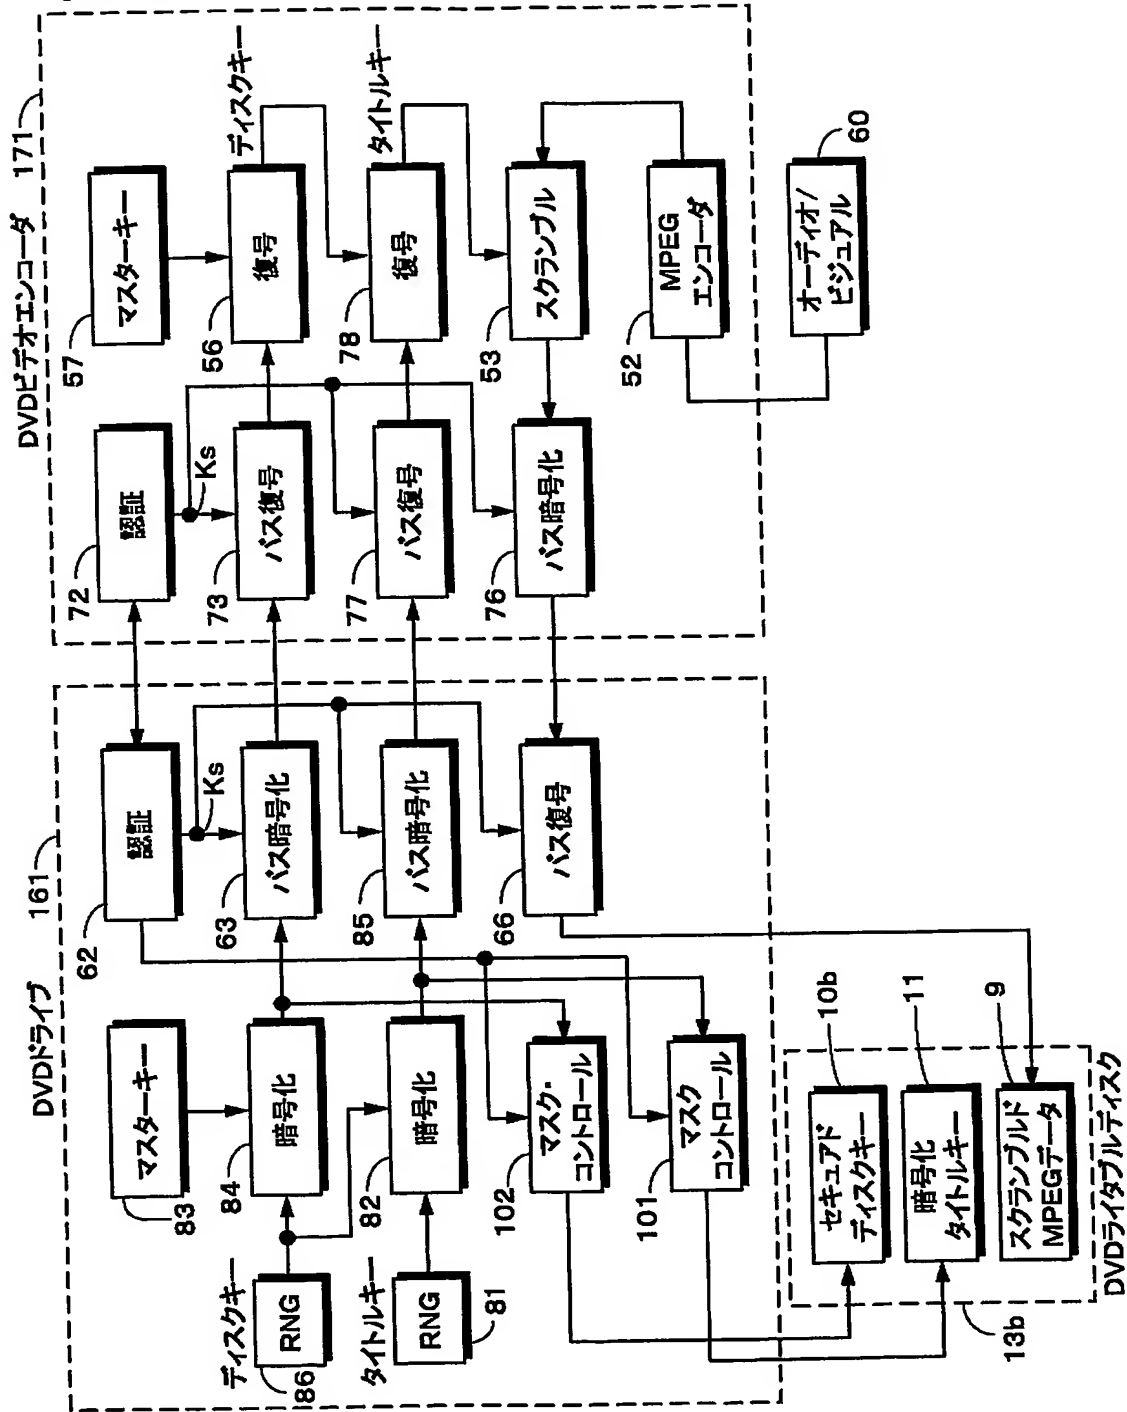 DVDドライブ 161
DVDビデオエンコーダ 171
83
マスターキー
62
認証
72
認証
57
マスターキー
Ks
Ks
ディスクキー
86
RNG
84
暗号化
63
バス暗号化
73
バス復号
56
復号
ディスクキー
タイトルキー
RNG
81
82
暗号化
85
バス暗号化
77
バス復号
78
復号
タイトルキー
102
マスク・
コントロール
66
バス復号
76
バス暗号化
53
スクランブル
101
マスク
コントロール
52
MPEG
エンコーダ
60
オーディオ/
ビジュアル
13b
セキュアド
ディスクキー
10b
暗号化
タイトルキー
11
スクランブルド
MPEGデータ
9
DVDライタブルディスク